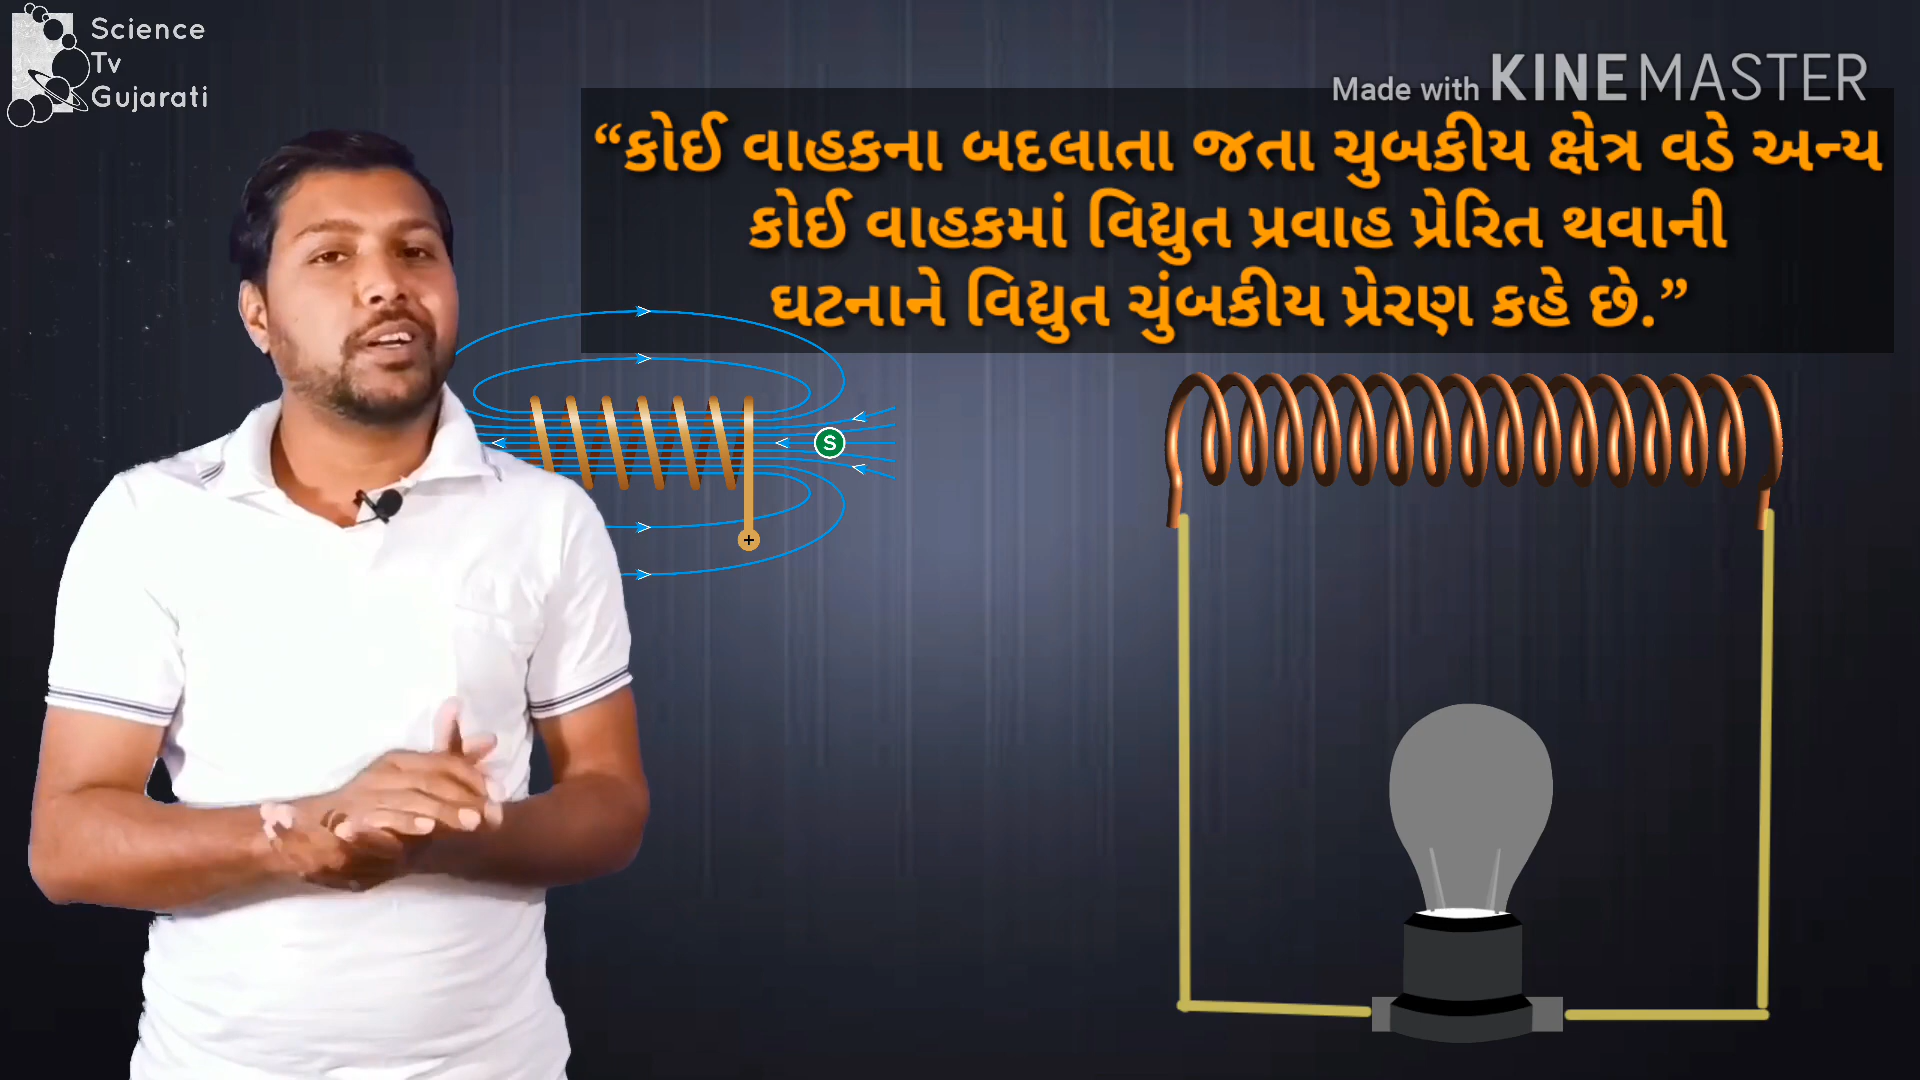 Science
Tv
Gujarati
Made with KINEMASTER
“કોઈ વાહકના બદલાતા જતા ચુબકીય ક્ષેત્ર વડે અન્ય
કોઈ વાહકમાં વિદ્યુત પ્રવાહ પ્રેરિત થવાની
ઘટનાને વિદ્યુત ચુંબકીય પ્રેરણ કહે છે.”
S
+